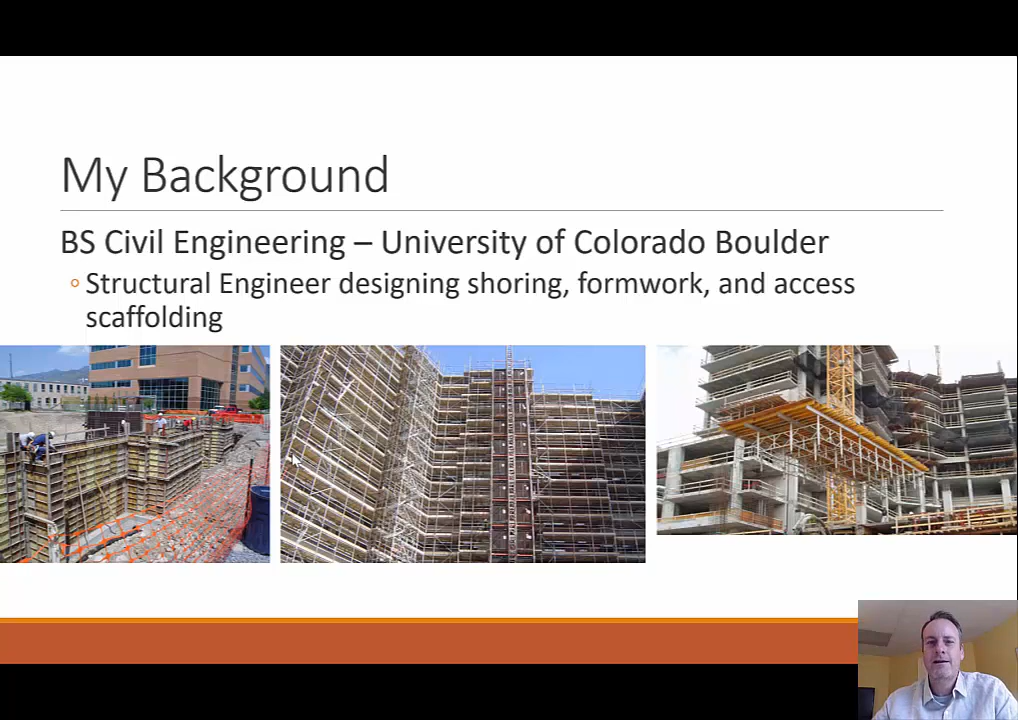 My Background
BS Civil Engineering – University of Colorado Boulder
Structural Engineer designing shoring, formwork, and access
scaffolding